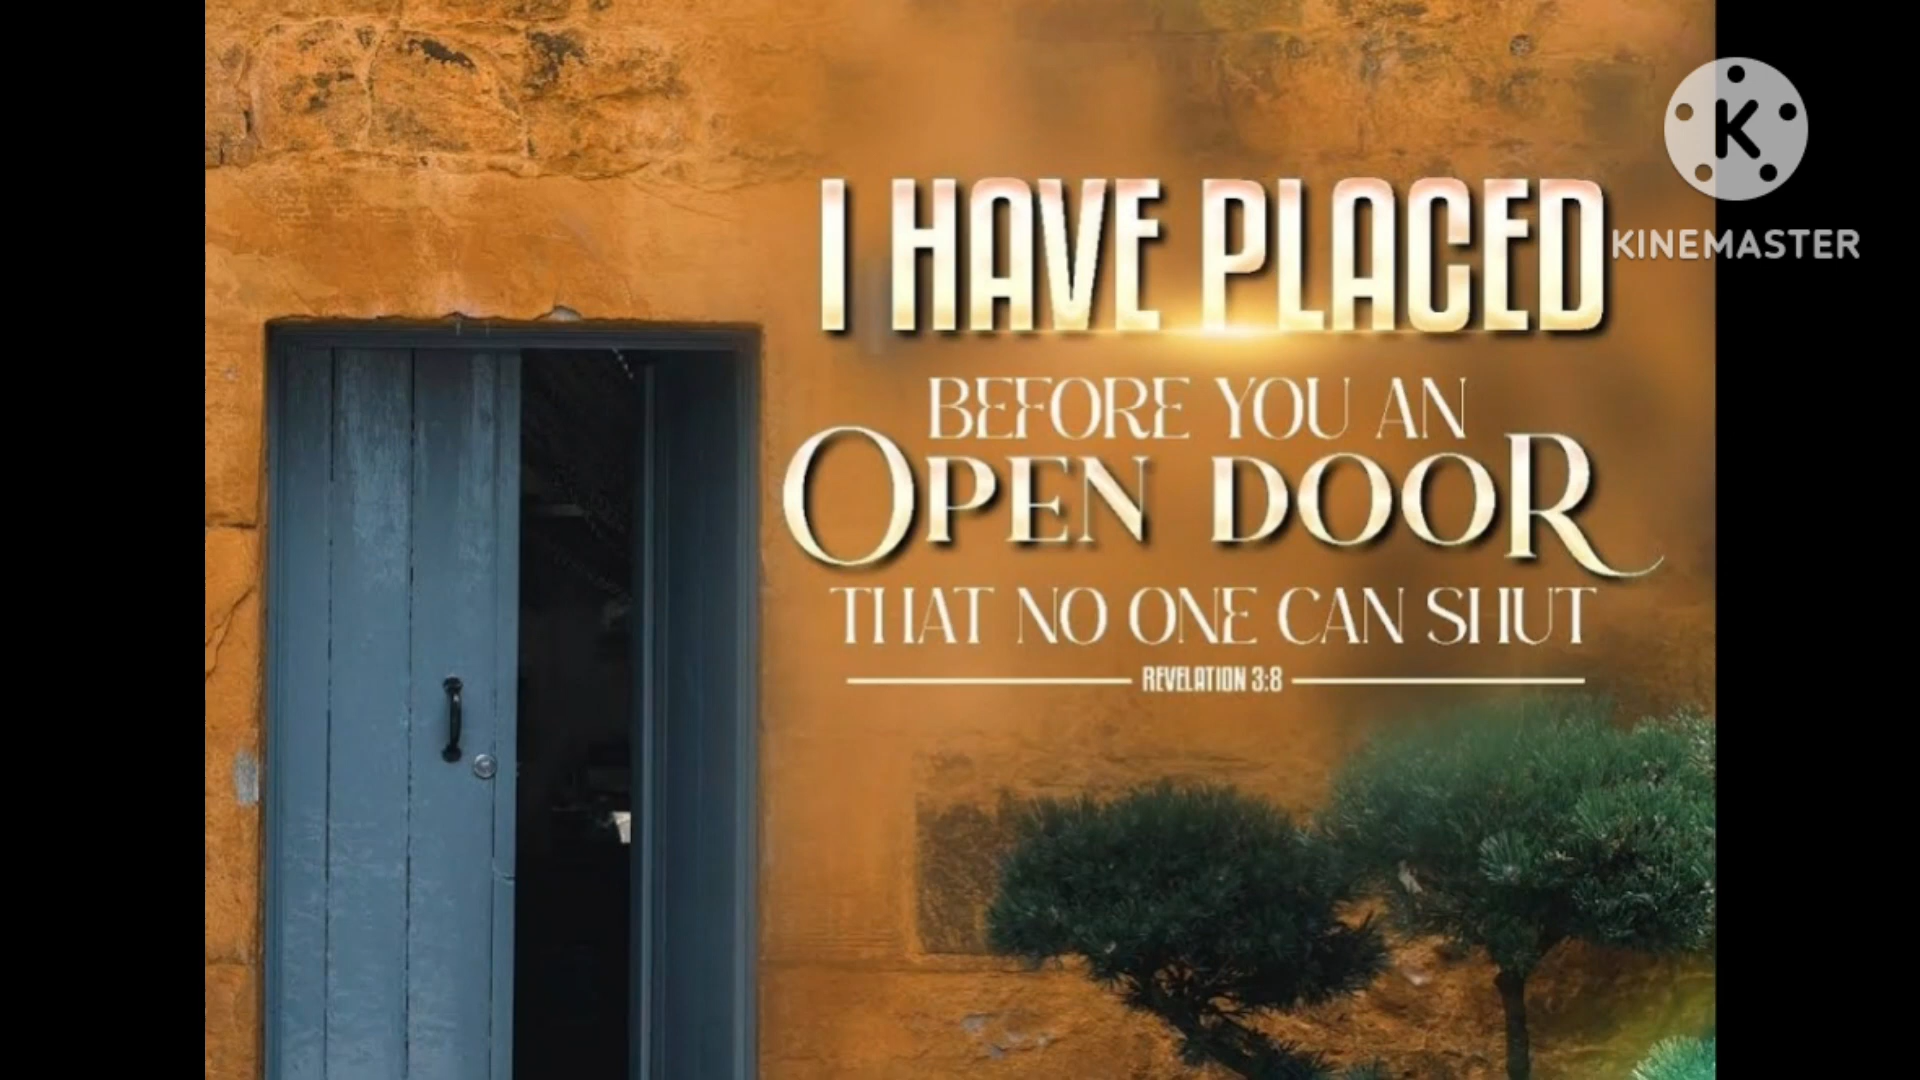 I HAVE PLACED
BEFORE YOU AN
OPEN DOOR
THAT NO ONE CAN SHUT
REVELATION 3:8
K
KINEMASTER